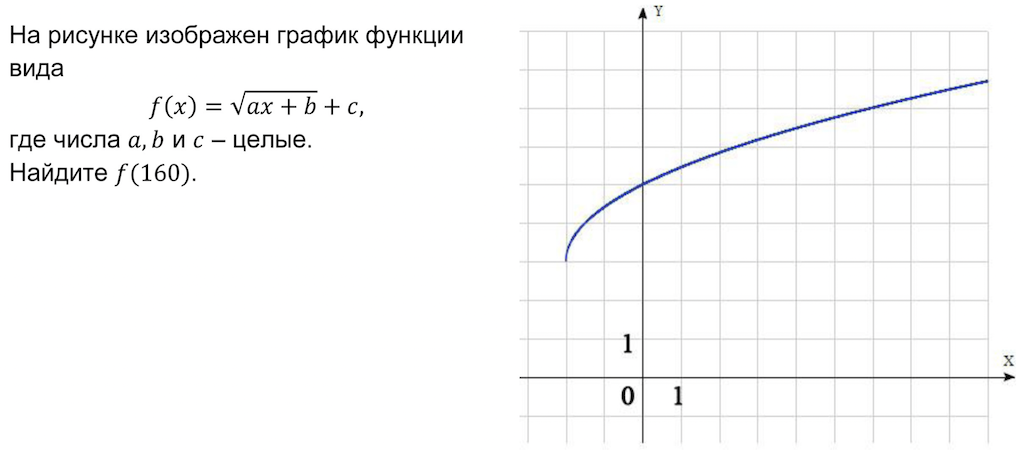 На рисунке изображен график функции
вида
f(x) = √(ax + b) + c,
где числа a, b и c – целые.
Найдите f(160).
Y
1
X
0 1